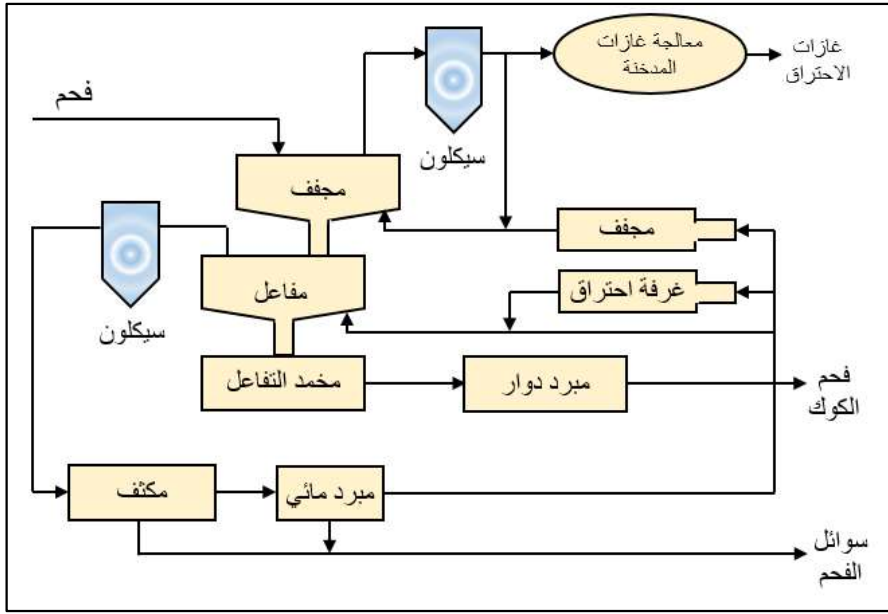 معالجة غازات
المدخنة
غازات
الاحتراق
فحم
سيكلون
مجفف
مجفف
مفاعل
غرفة احتراق
سيكلون
مخمد التفاعل
مبرد دوار
فحم
الكوك
مكثف
مبرد مائي
سوائل
الفحم